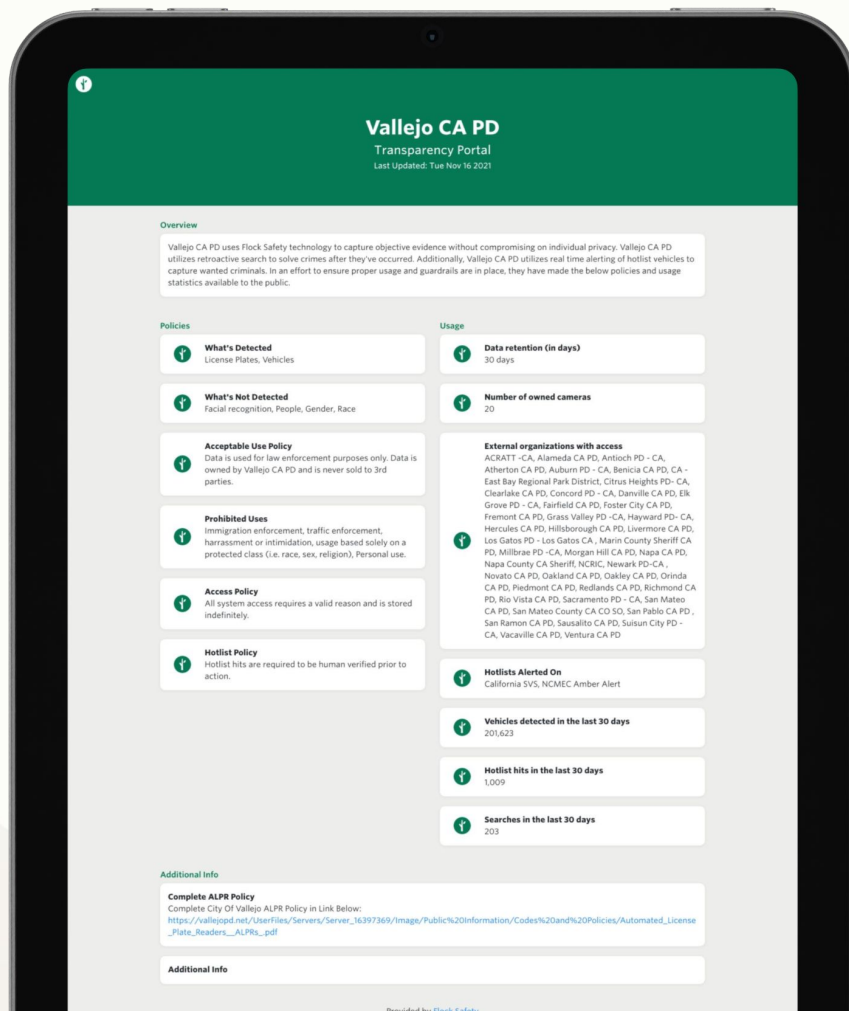 Vallejo CA PD
Transparency Portal
Last Updated: Tue Nov 16 2021
Overview
Vallejo CA PD uses Flock Safety technology to capture objective evidence without compromising on individual privacy. Vallejo CA PD
utilizes retroactive search to solve crimes after they've occurred. Additionally, Vallejo CA PD utilizes real time alerting of hotlist vehicles to
capture wanted criminals. In an effort to ensure proper usage and guardrails are in place, they have made the below policies and usage
statistics available to the public.
Policies
What's Detected
License Plates, Vehicles
What's Not Detected
Facial recognition, People, Gender, Race
Acceptable Use Policy
Data is used for law enforcement purposes only. Data is
owned by Vallejo CA PD and is never sold to 3rd
parties.
Prohibited Uses
Immigration enforcement, traffic enforcement,
harrassment or intimidation, usage based solely on a
protected class (i.e. race, sex, religion), Personal use.
Access Policy
All system access requires a valid reason and is stored
indefinitely.
Hotlist Policy
Hotlist hits are required to be human verified prior to
action.
Usage
Data retention (in days)
30 days
Number of owned cameras
20
External organizations with access
ACRATT -CA, Alameda CA PD, Antioch PD - CA,
Atherton CA PD, Auburn PD - CA, Benicia CA PD, CA -
East Bay Regional Park District, Citrus Heights PD- CA,
Clearlake CA PD, Concord PD - CA, Danville CA PD, Elk
Grove PD - CA, Fairfield CA PD, Foster City CA PD,
Fremont CA PD, Grass Valley PD -CA, Hayward PD- CA,
Hercules CA PD, Hillsborough CA PD, Livermore CA PD,
Los Gatos PD - Los Gatos CA , Marin County Sheriff CA
PD, Millbrae PD -CA, Morgan Hill CA PD, Napa CA PD,
Napa County CA Sheriff, NCRIC, Newark PD-CA ,
Novato CA PD, Oakland CA PD, Oakley CA PD, Orinda
CA PD, Piedmont CA PD, Redlands CA PD, Richmond CA
PD, Rio Vista CA PD, Sacramento PD - CA, San Mateo
CA PD, San Mateo County CA CO SO, San Pablo CA PD ,
San Ramon CA PD, Sausalito CA PD, Suisun City PD -
CA, Vacaville CA PD, Ventura CA PD
Hotlists Alerted On
California SVS, NCMEC Amber Alert
Vehicles detected in the last 30 days
201,623
Hotlist hits in the last 30 days
1,009
Searches in the last 30 days
203
Additional Info
Complete ALPR Policy
Complete City Of Vallejo ALPR Policy in Link Below:
https://vallejopd.net/UserFiles/Servers/Server_16397369/Image/Public%20Information/Codes%20and%20Policies/Automated_License
_Plate_Readers__ALPRs_.pdf
Additional Info
Provided by Flock Safety